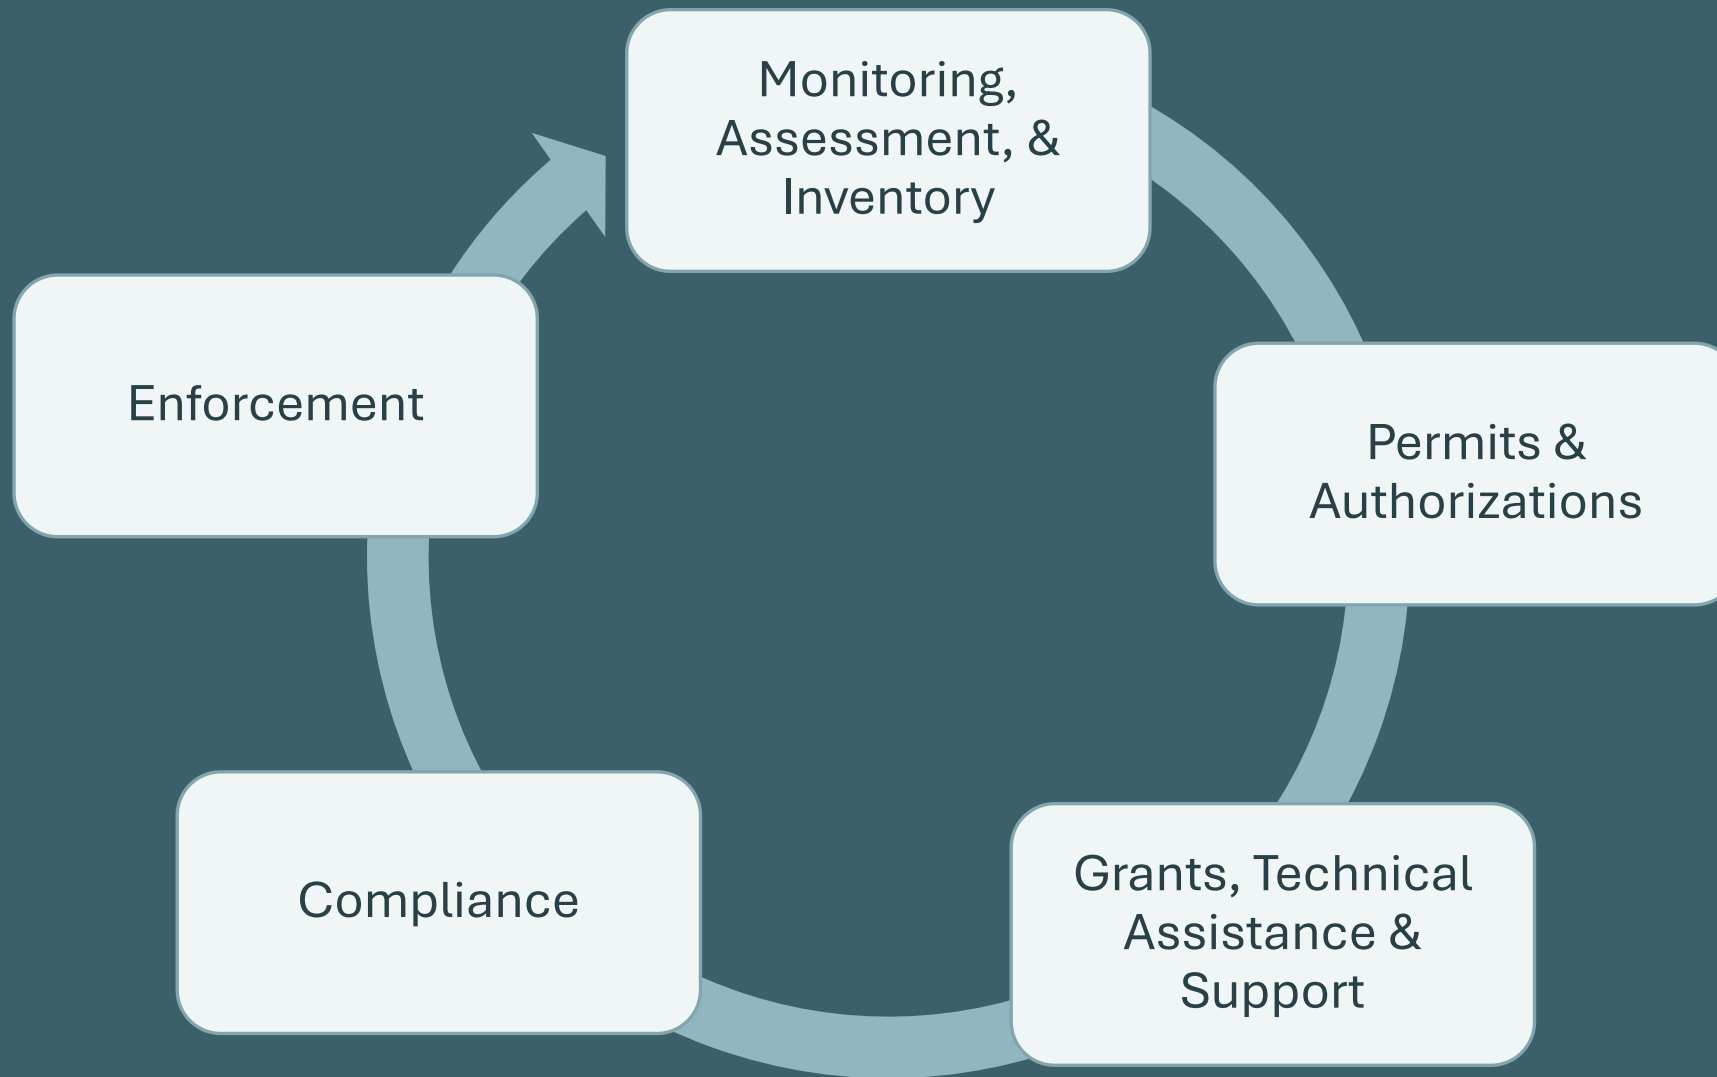 Monitoring,
Assessment, &
Inventory
Permits &
Authorizations
Grants, Technical
Assistance &
Support
Compliance
Enforcement